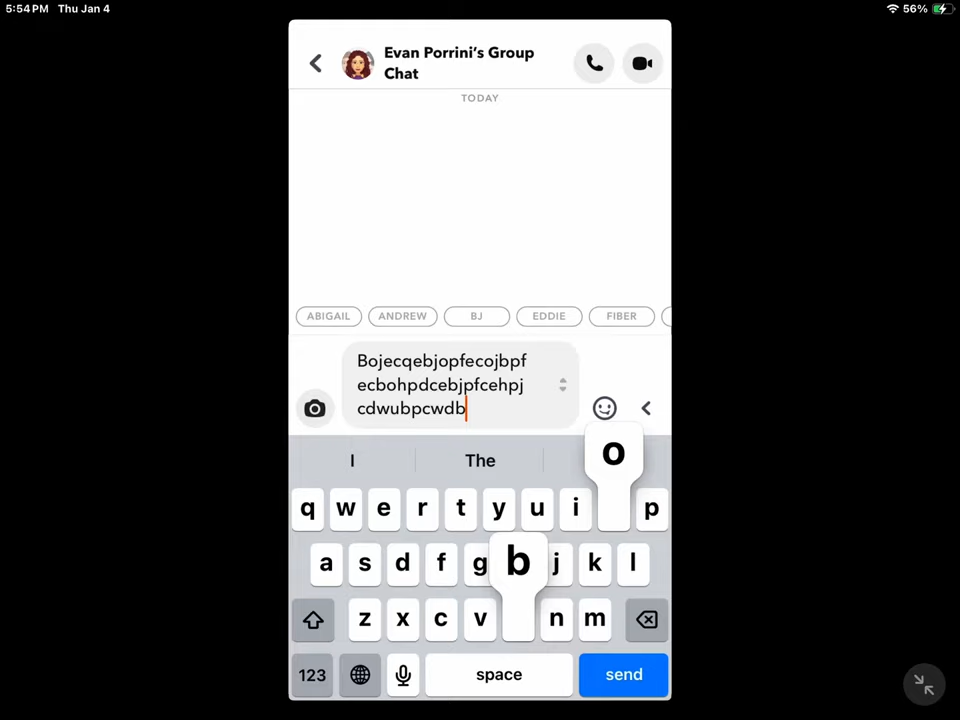 5:54 PM Thu Jan 4
56%
Evan Porrini's Group
Chat
TODAY
ABIGAIL ANDREW BJ EDDIE FIBER
Bojecqebjopfecojbpf
ecbohpdcebjpfcehpj
cdwubpcwdb
I The
o
q w e r t y u i p
a s d f g b j k l
z x c v n m
123 space send